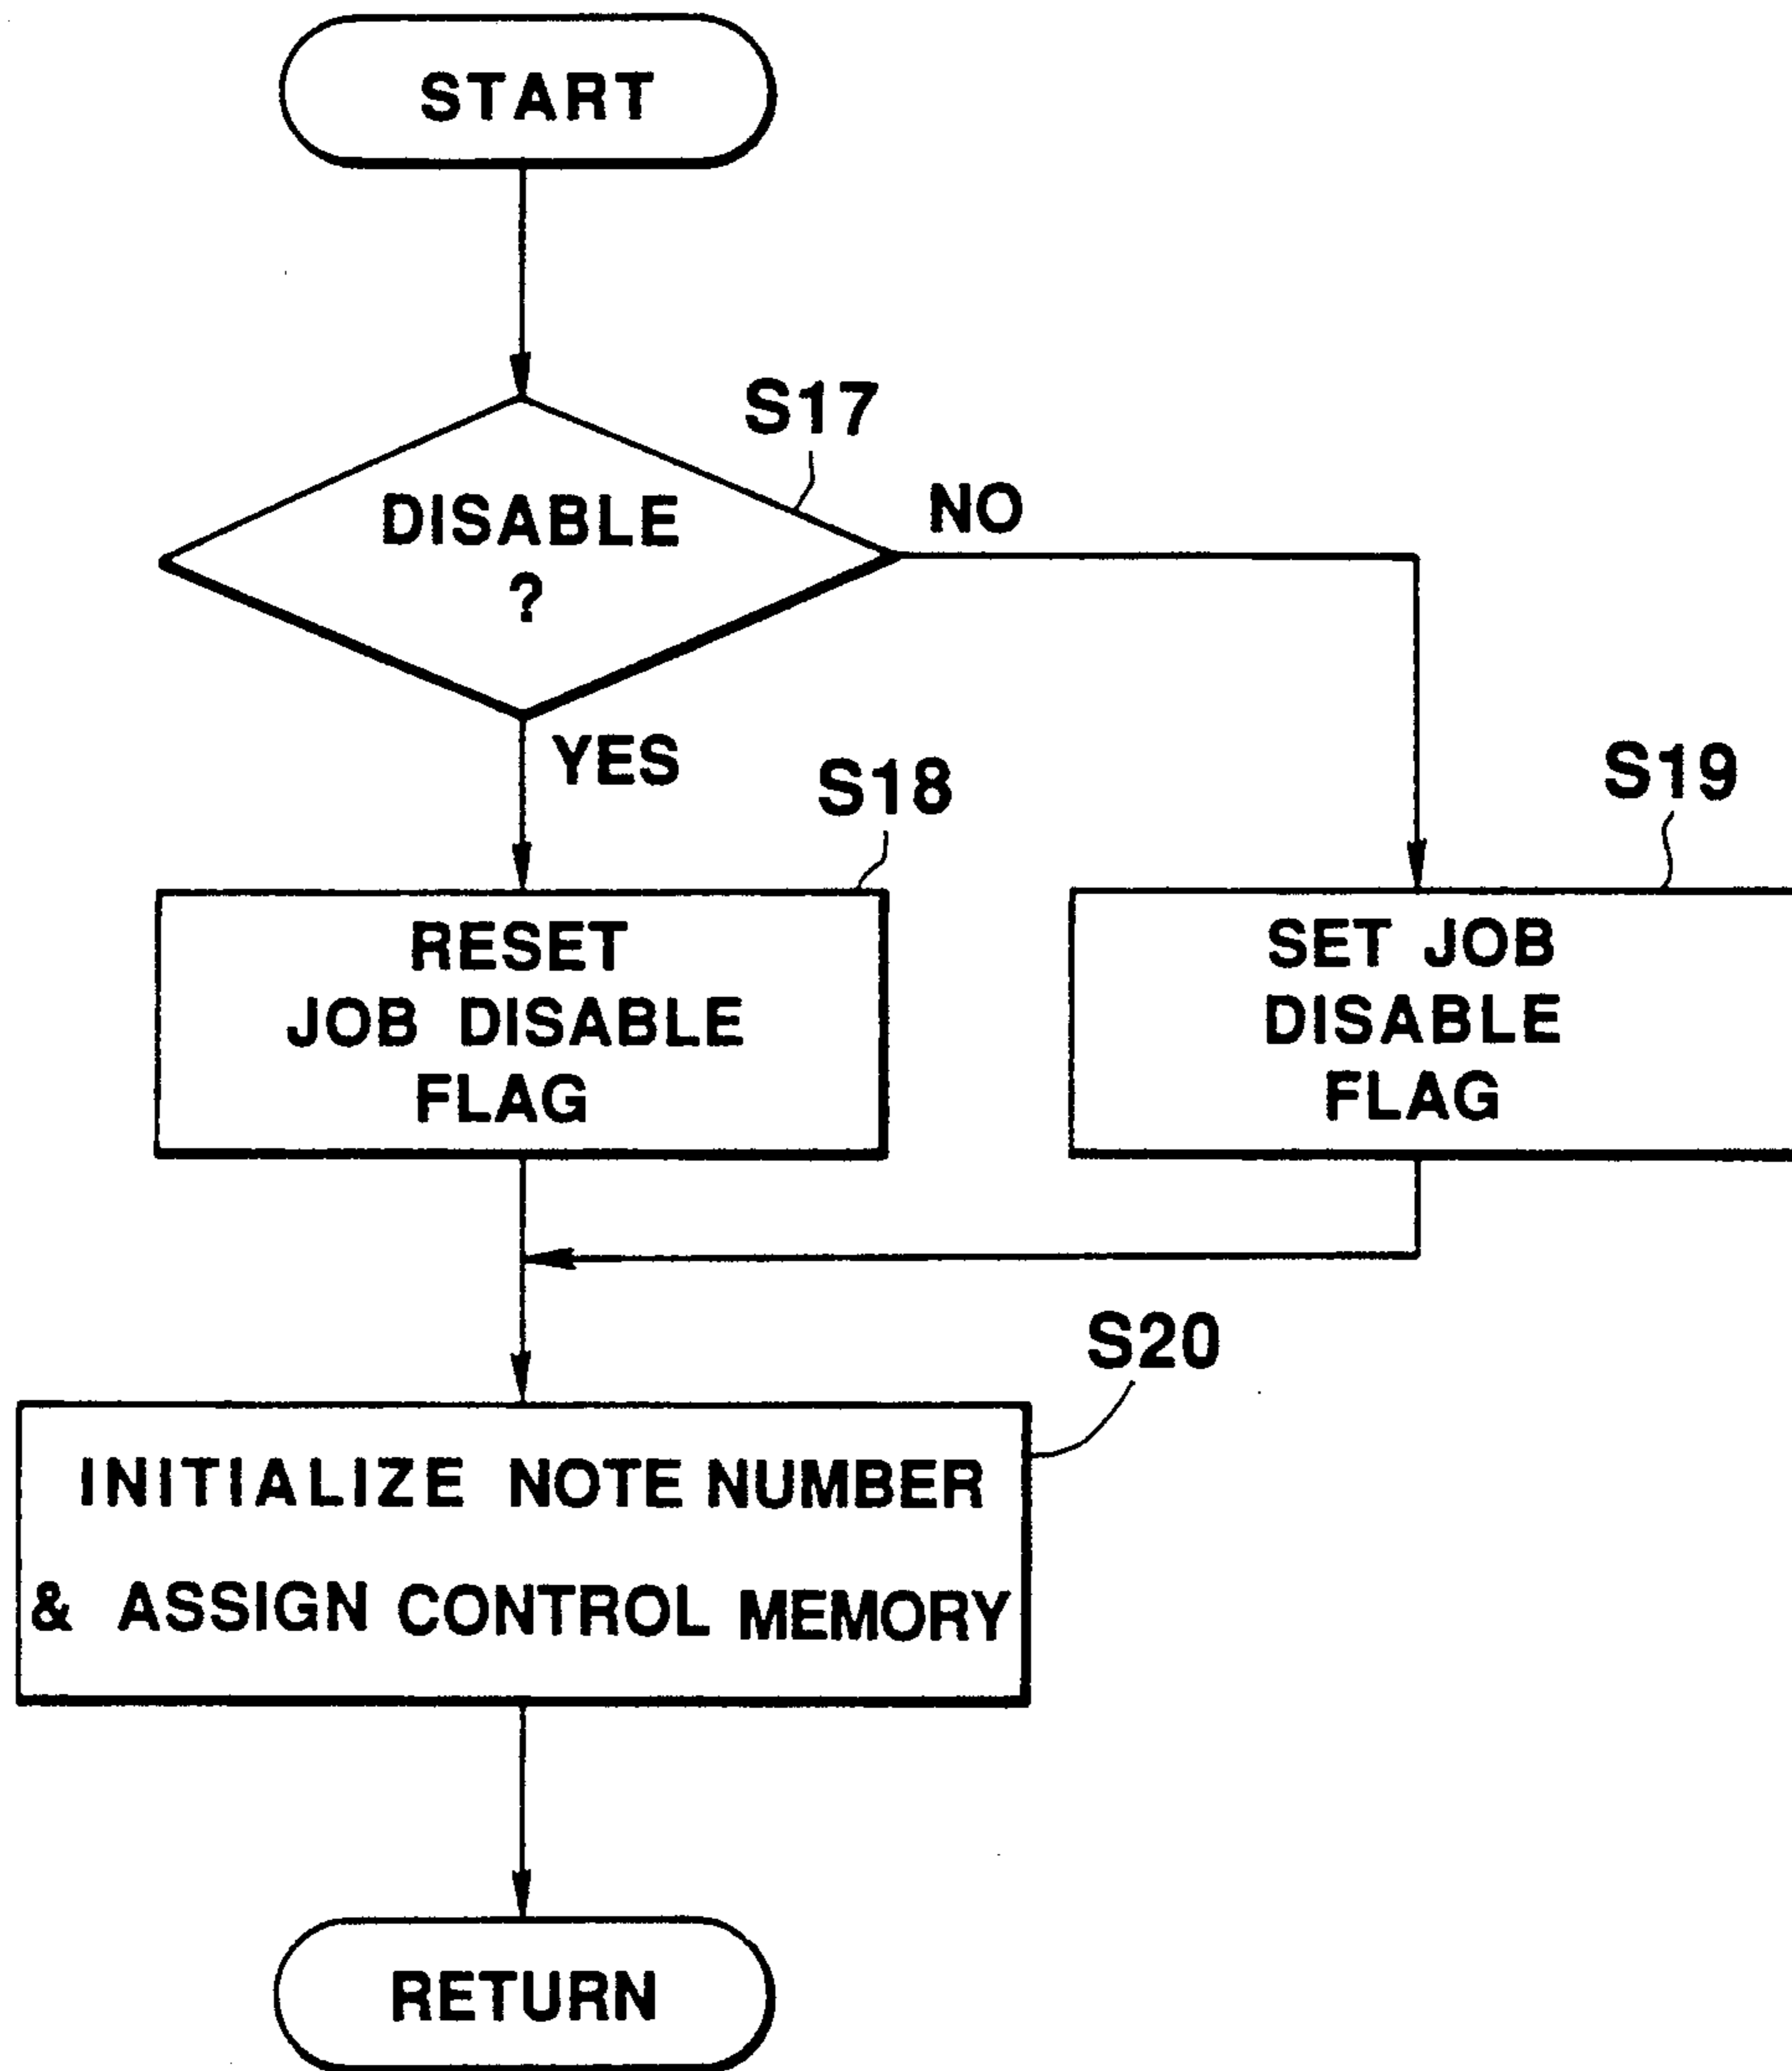 START
S17
DISABLE
?
NO
YES
S18
S19
RESET
JOB DISABLE
FLAG
SET JOB
DISABLE
FLAG
S20
INITIALIZE NOTE NUMBER
& ASSIGN CONTROL MEMORY
RETURN